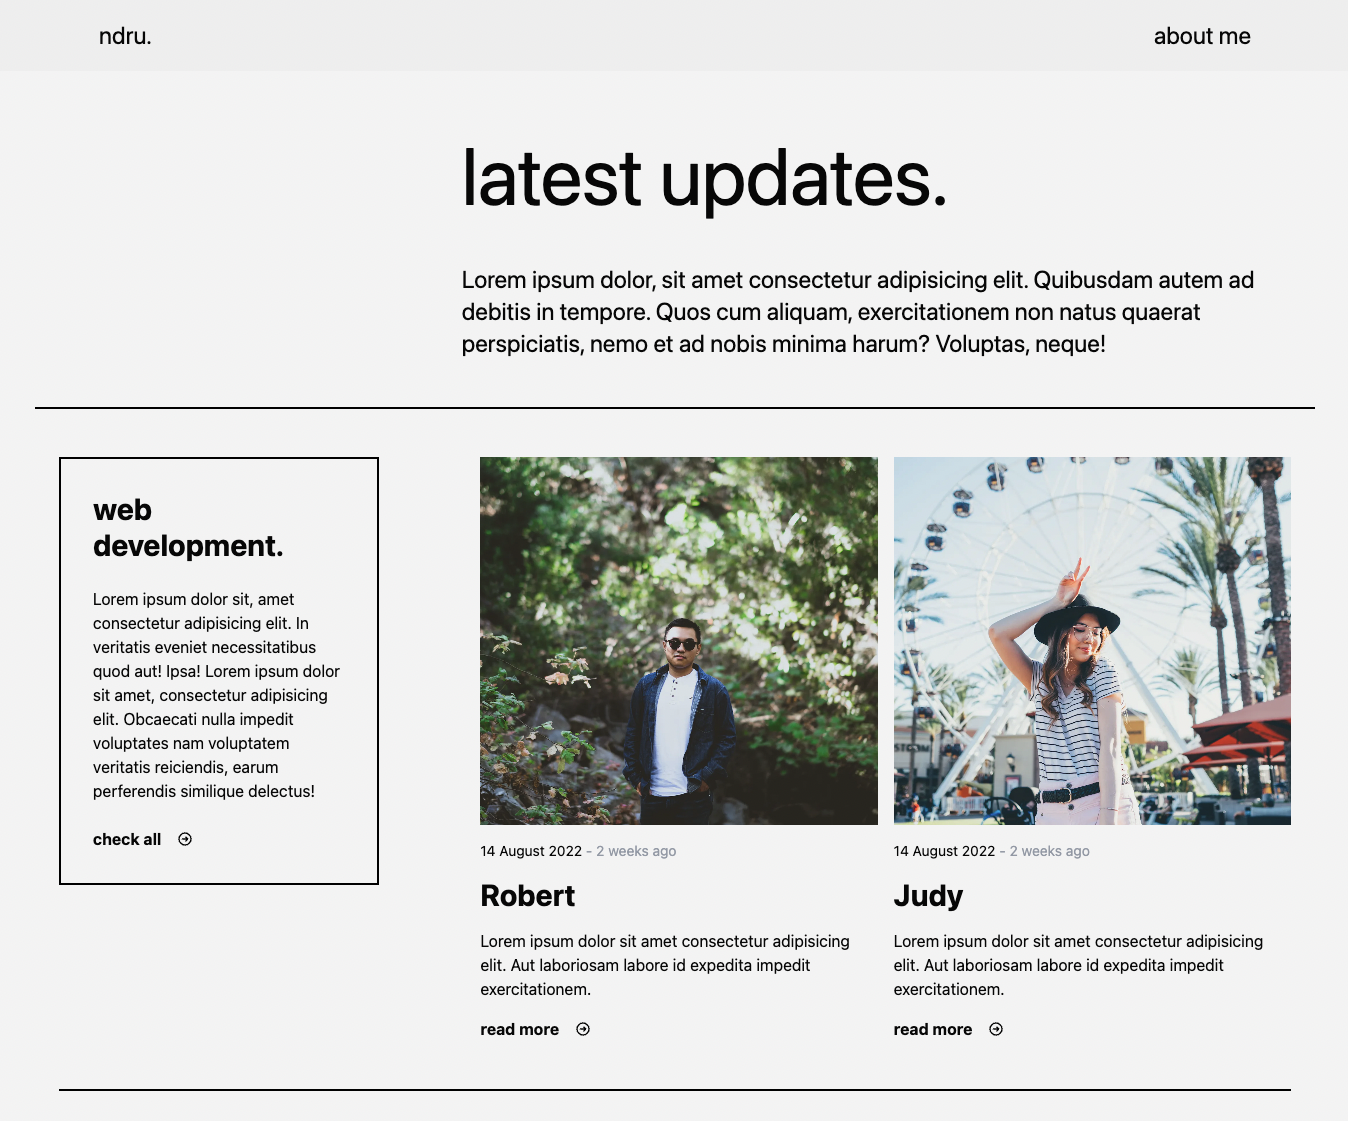 ndru.
about me
latest updates.
Lorem ipsum dolor, sit amet consectetur adipisicing elit. Quibusdam autem ad
debitis in tempore. Quos cum aliquam, exercitationem non natus quaerat
perspiciatis, nemo et ad nobis minima harum? Voluptas, neque!
web
development.
Lorem ipsum dolor sit, amet
consectetur adipisicing elit. In
veritatis eveniet necessitatibus
quod aut! Ipsa! Lorem ipsum dolor
sit amet, consectetur adipisicing
elit. Obcaecati nulla impedit
voluptates nam voluptatem
veritatis reiciendis, earum
perferendis similique delectus!
check all
14 August 2022 - 2 weeks ago
Robert
Lorem ipsum dolor sit amet consectetur adipisicing
elit. Aut laboriosam labore id expedita impedit
exercitationem.
read more
14 August 2022 - 2 weeks ago
Judy
Lorem ipsum dolor sit amet consectetur adipisicing
elit. Aut laboriosam labore id expedita impedit
exercitationem.
read more